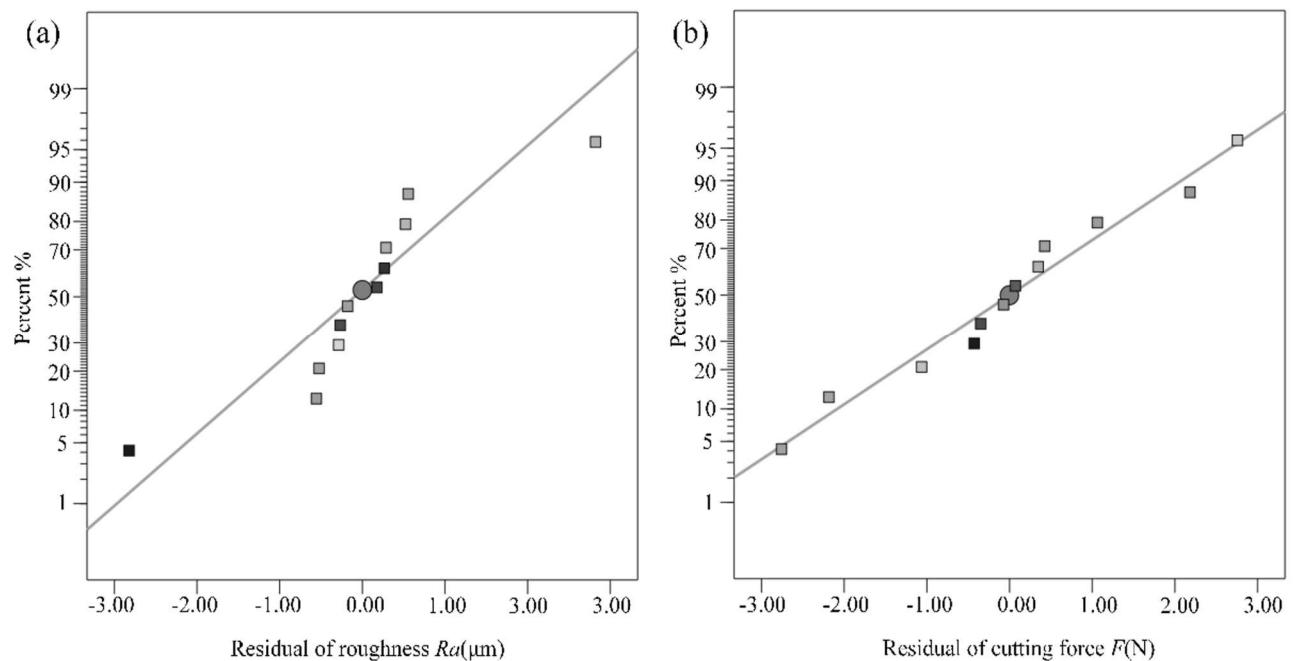 (a)
99
95
90
80
70
50
30
20
10
5
1
Percent %
-3.00 -2.00 -1.00 0.00 1.00 3.00 3.00
Residual of roughness Ra(μm)
(b)
99
95
90
80
70
50
30
20
10
5
1
Percent %
-3.00 -2.00 -1.00 0.00 1.00 2.00 3.00
Residual of cutting force F(N)